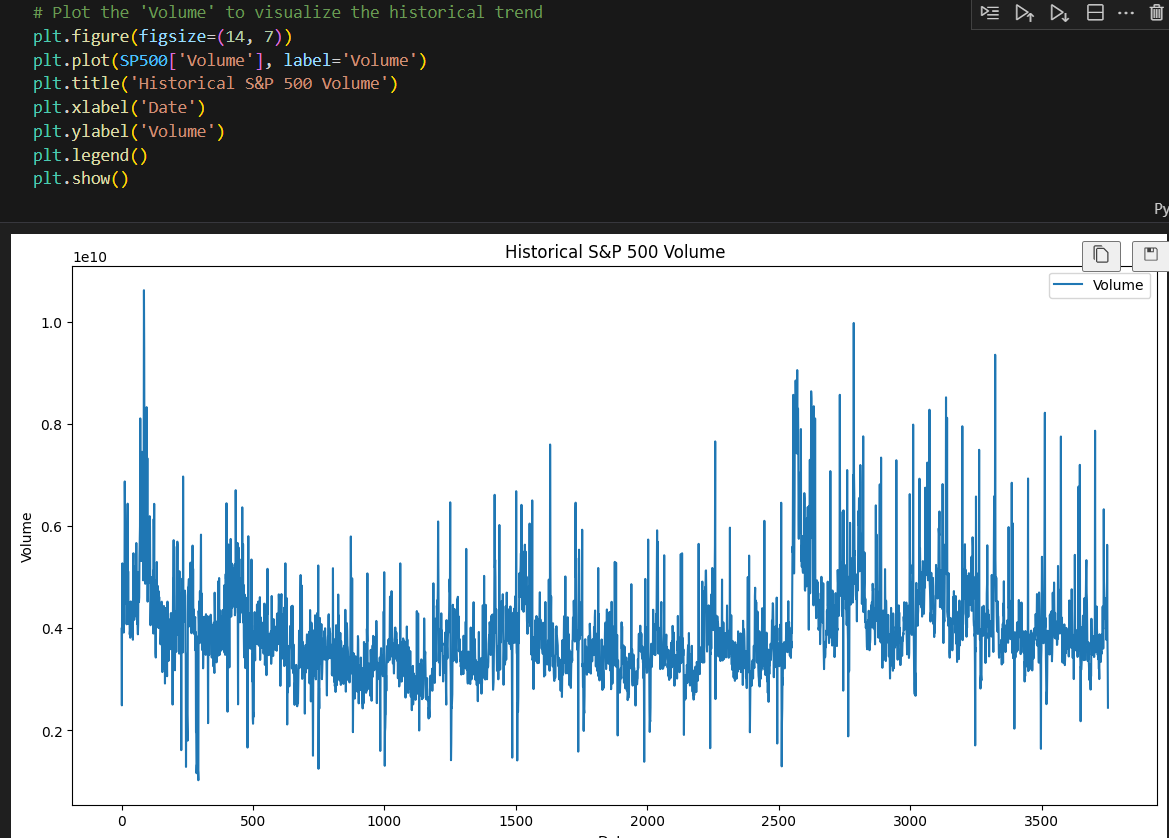 # Plot the 'Volume' to visualize the historical trend
plt.figure(figsize=(14, 7))
plt.plot(SP500['Volume'], label='Volume')
plt.title('Historical S&P 500 Volume')
plt.xlabel('Date')
plt.ylabel('Volume')
plt.legend()
plt.show()
Py
Historical S&P 500 Volume
1e10
Volume
1.0
0.8
0.6
0.4
0.2
Volume
0 500 1000 1500 2000 2500 3000 3500